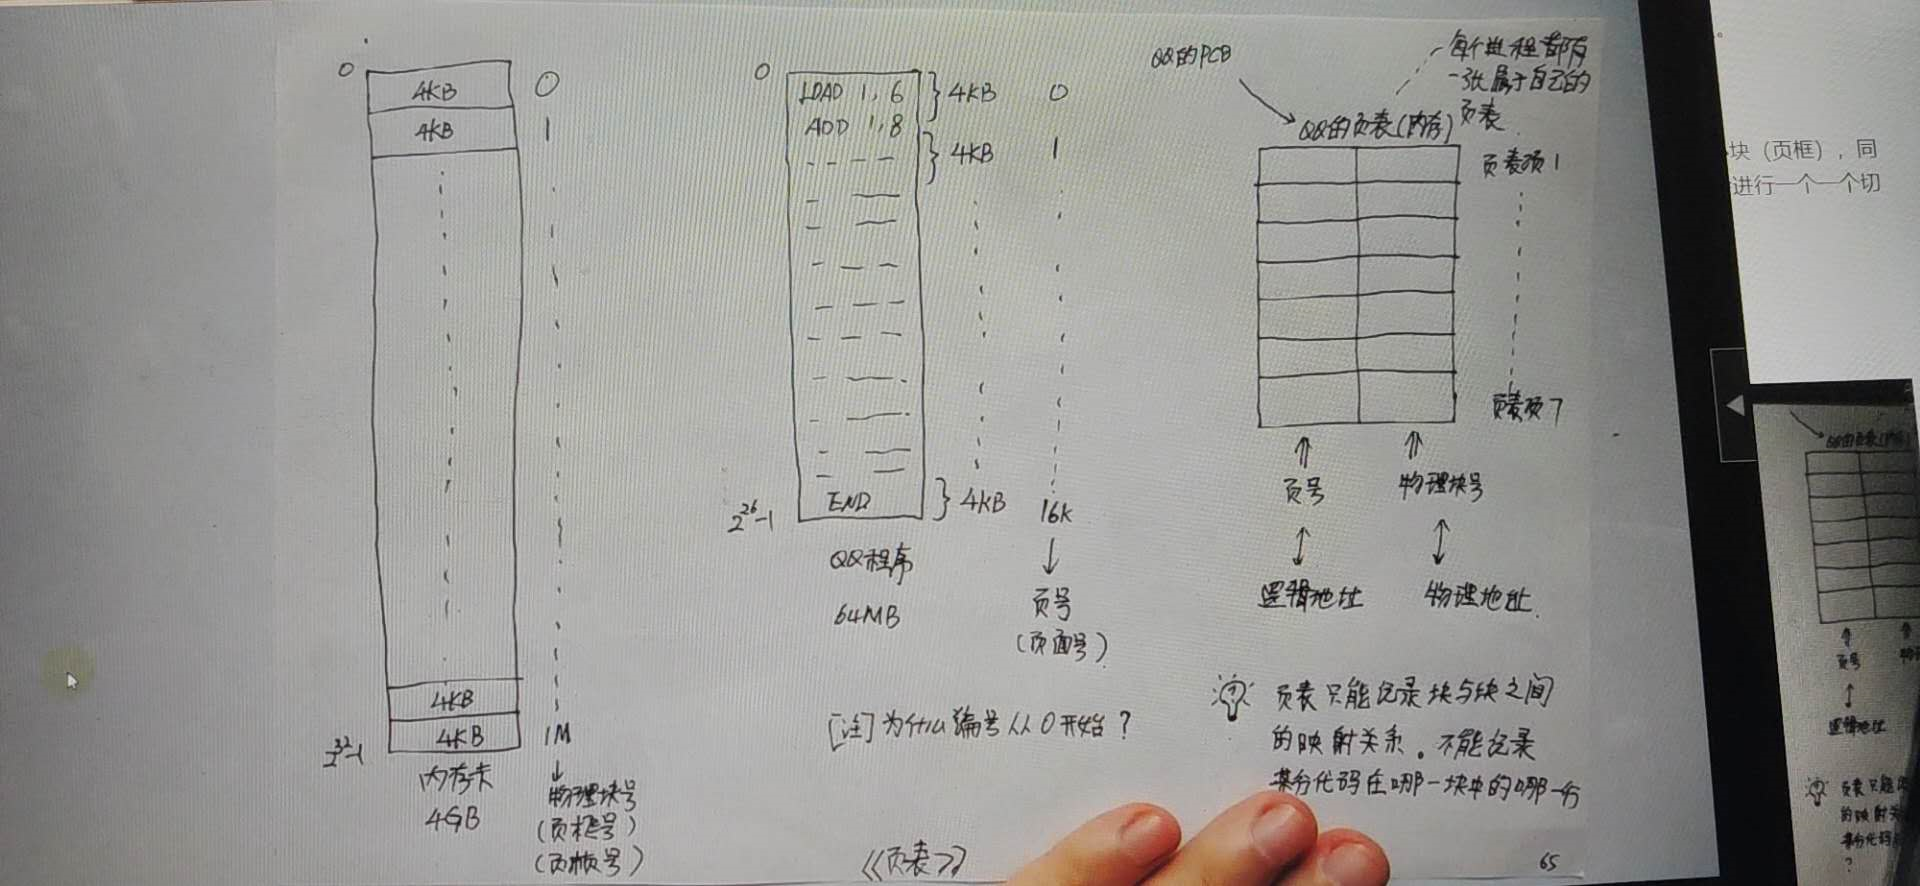 0
4KB
0
4KB
1
4KB
4KB
1M
2^32-1
内存卡
4GB
物理块号
(页框号)
(页帧号)
0
LOAD 1,6
4KB
0
ADD 1,8
4KB
1
END
4KB
16K
2^26-1
QQ程序
64MB
页号
(页面号)
[注]为什么编号从0开始?
《页表》
QQ的PCB
每个进程都有
一张属于自己的
页表
QQ的页表(内存)
页表项1
页表项7
页号
物理块号
逻辑地址
物理地址
页表只能记录块与块之间
的映射关系。不能记录
某行代码在哪一块中的哪一行
65
块（页框），同
进行一个一个切
QQ的页表(内存)
页号
逻辑地址
页表只能
的映射关
某行代码
?